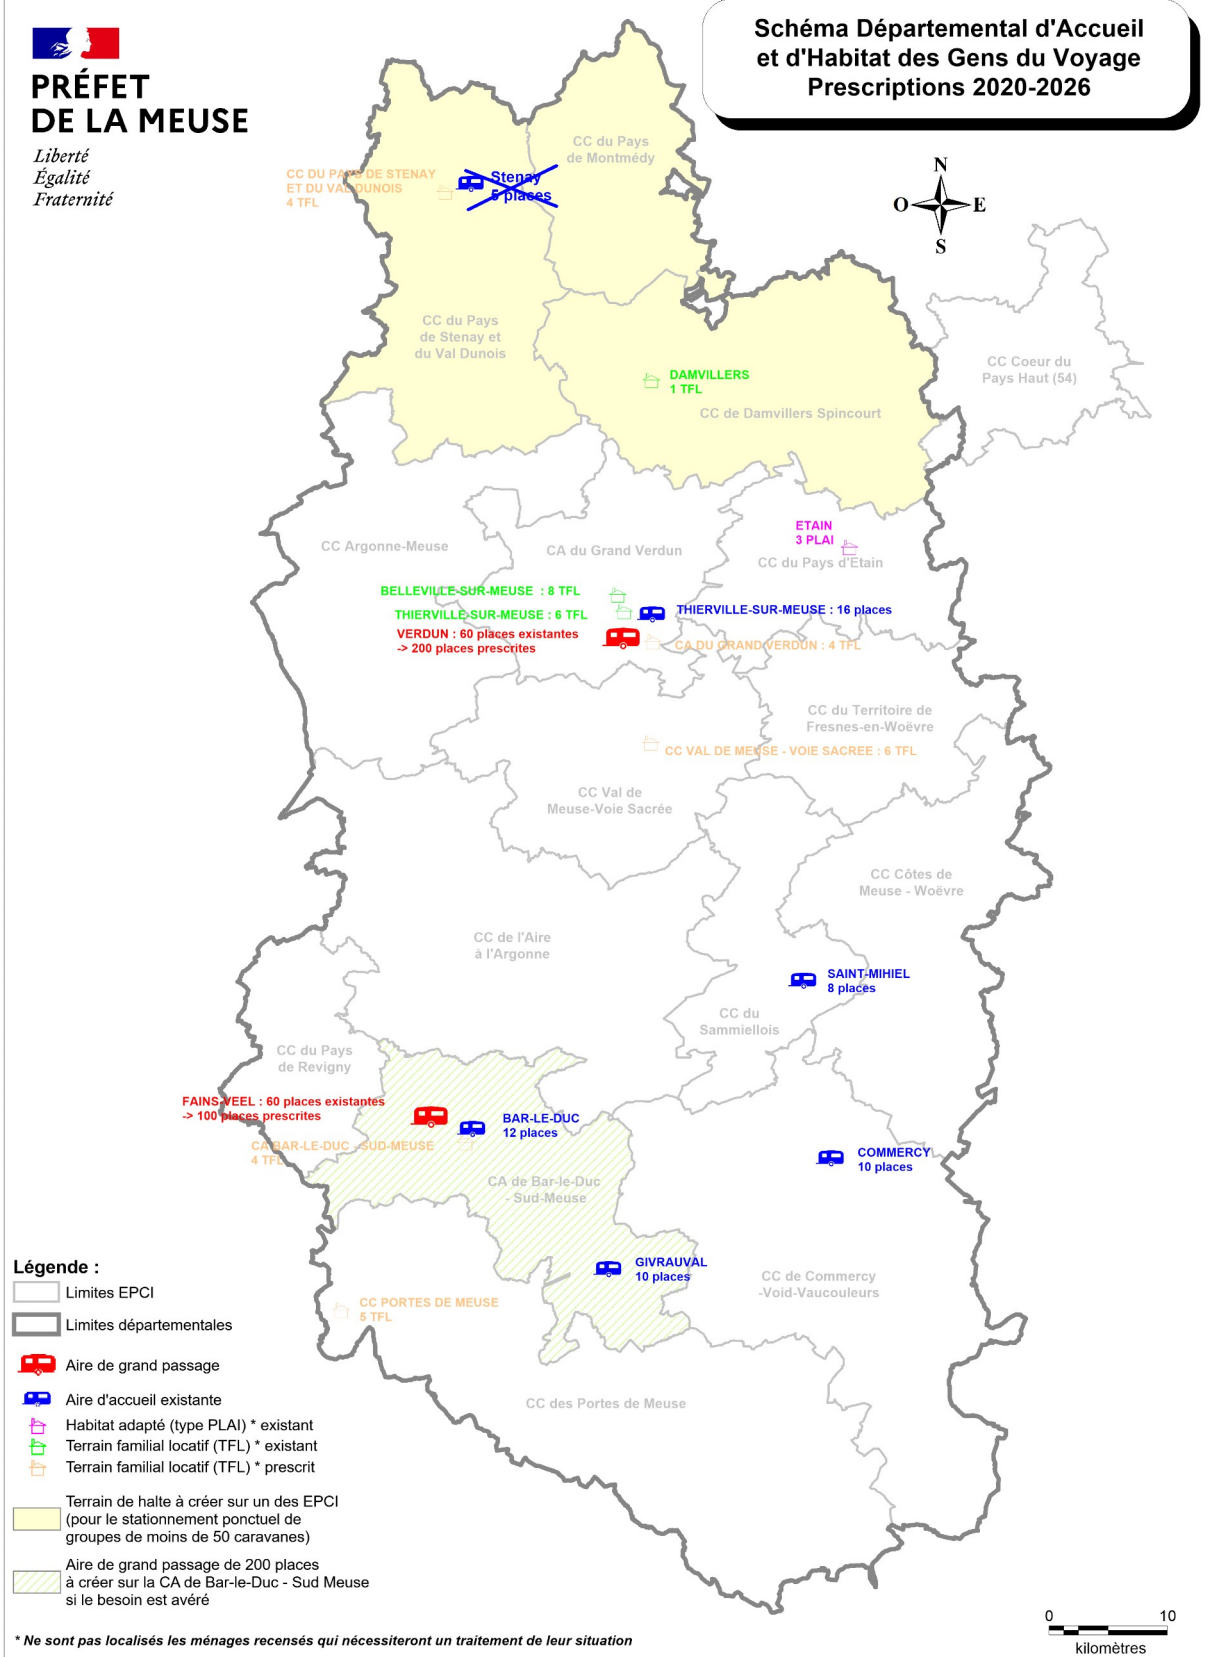 PRÉFET
DE LA MEUSE
Liberté
Égalité
Fraternité
Schéma Départemental d'Accueil
et d'Habitat des Gens du Voyage
Prescriptions 2020-2026
N
O
E
S
CC du Pays
de Montmédy
CC DU PAYS DE STENAY
ET DU VAL DUNOIS
4 TFL
Stenay
5 places
CC du Pays
de Stenay et
du Val Dunois
CC Coeur du
Pays Haut (54)
DAMVILLERS
1 TFL
CC de Damvillers Spincourt
ETAIN
3 PLAI
CC Argonne-Meuse
CA du Grand Verdun
CC du Pays d'Etain
BELLEVILLE-SUR-MEUSE : 8 TFL
THIERVILLE-SUR-MEUSE : 6 TFL
THIERVILLE-SUR-MEUSE : 16 places
VERDUN : 60 places existantes
-> 200 places prescrites
CA DU GRAND VERDUN : 4 TFL
CC du Territoire de
Fresnes-en-Woëvre
CC VAL DE MEUSE - VOIE SACREE : 6 TFL
CC Val de
Meuse-Voie Sacrée
CC Côtes de
Meuse - Woëvre
CC de l'Aire
à l'Argonne
SAINT-MIHIEL
8 places
CC du
Sammiellois
CC du Pays
de Revigny
FAINS-VEEL : 60 places existantes
-> 100 places prescrites
BAR-LE-DUC
12 places
CA BAR-LE-DUC - SUD-MEUSE
4 TFL
COMMERCY
10 places
CA de Bar-le-Duc
- Sud-Meuse
GIVRAUVAL
10 places
CC de Commercy
-Void-Vaucouleurs
CC PORTES DE MEUSE
5 TFL
CC des Portes de Meuse
Légende :
Limites EPCI
Limites départementales
Aire de grand passage
Aire d'accueil existante
Habitat adapté (type PLAI) * existant
Terrain familial locatif (TFL) * existant
Terrain familial locatif (TFL) * prescrit
Terrain de halte à créer sur un des EPCI
(pour le stationnement ponctuel de
groupes de moins de 50 caravanes)
Aire de grand passage de 200 places
à créer sur la CA de Bar-le-Duc - Sud Meuse
si le besoin est avéré
* Ne sont pas localisés les ménages recensés qui nécessiteront un traitement de leur situation
0 10
kilomètres